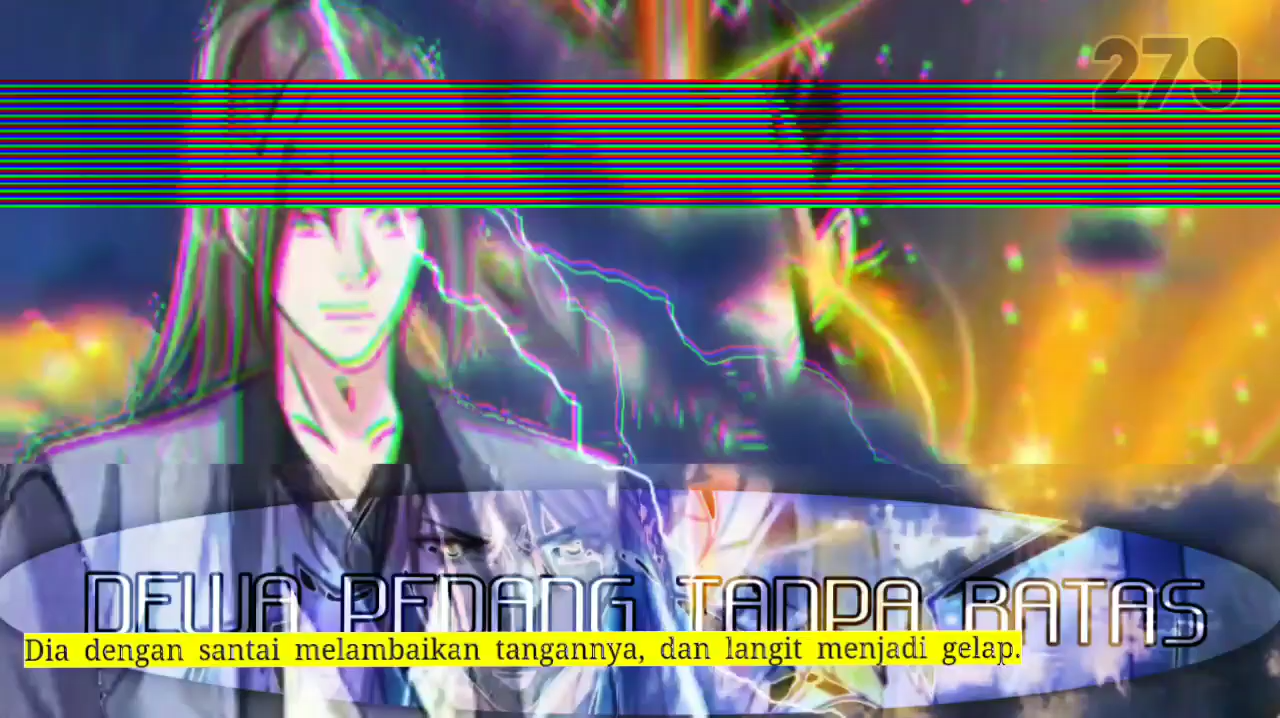 279
DEWA PEDANG TANPA BATAS
Dia dengan santai melambaikan tangannya, dan langit menjadi gelap.